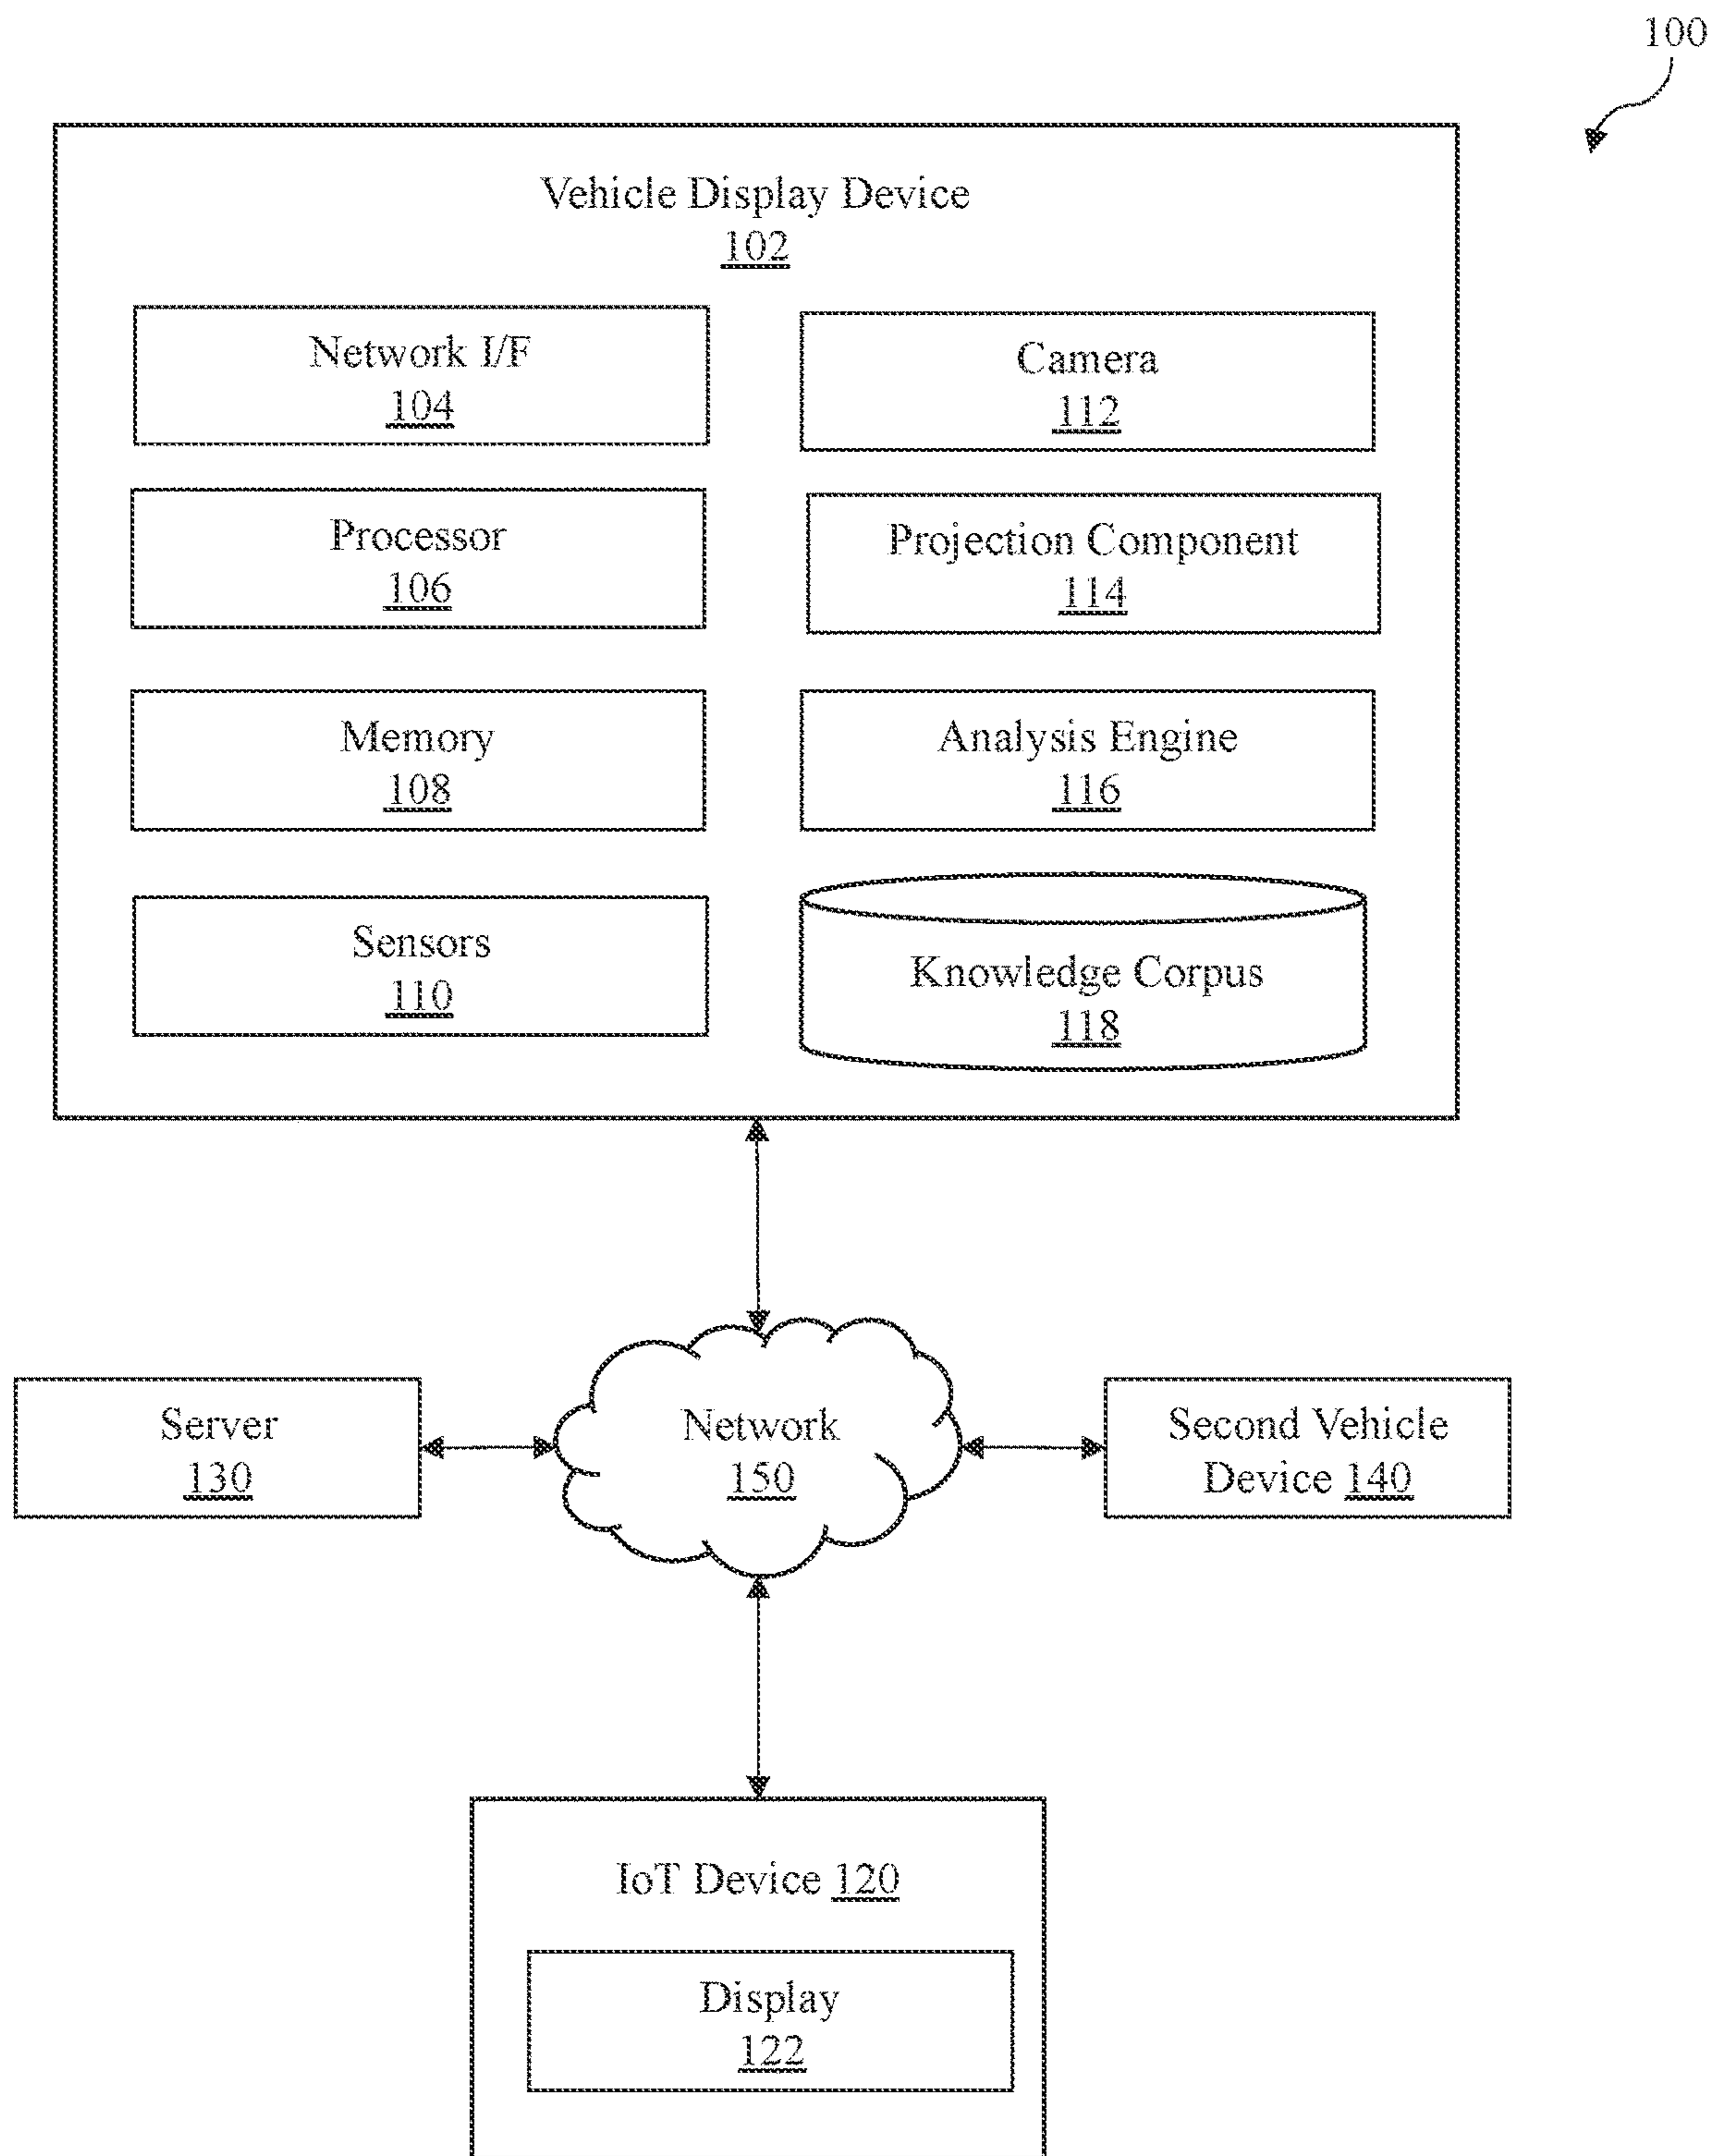 100
Vehicle Display Device
102
Network I/F
104
Camera
112
Processor
106
Projection Component
114
Memory
108
Analysis Engine
116
Sensors
110
Knowledge Corpus
118
Server
130
Network
150
Second Vehicle
Device 140
IoT Device 120
Display
122